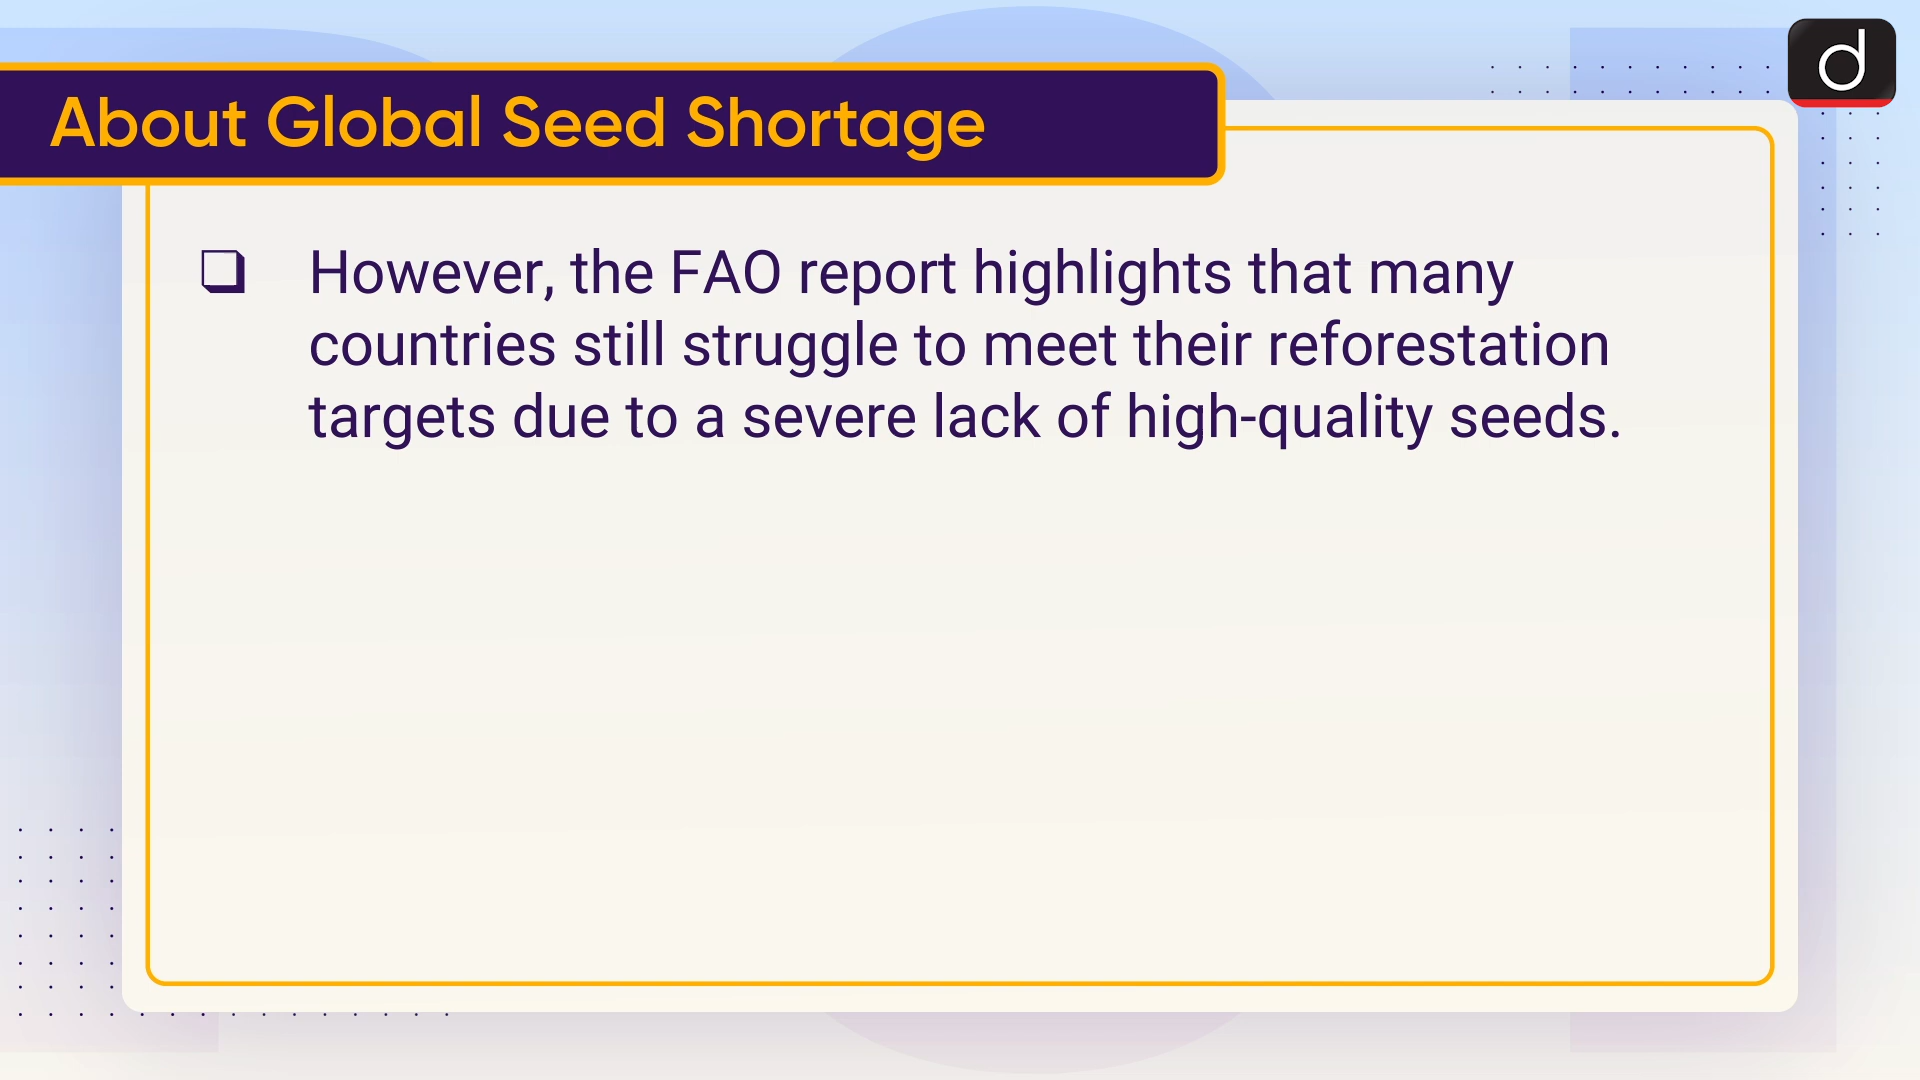 About Global Seed Shortage
d
❑ However, the FAO report highlights that many
countries still struggle to meet their reforestation
targets due to a severe lack of high-quality seeds.